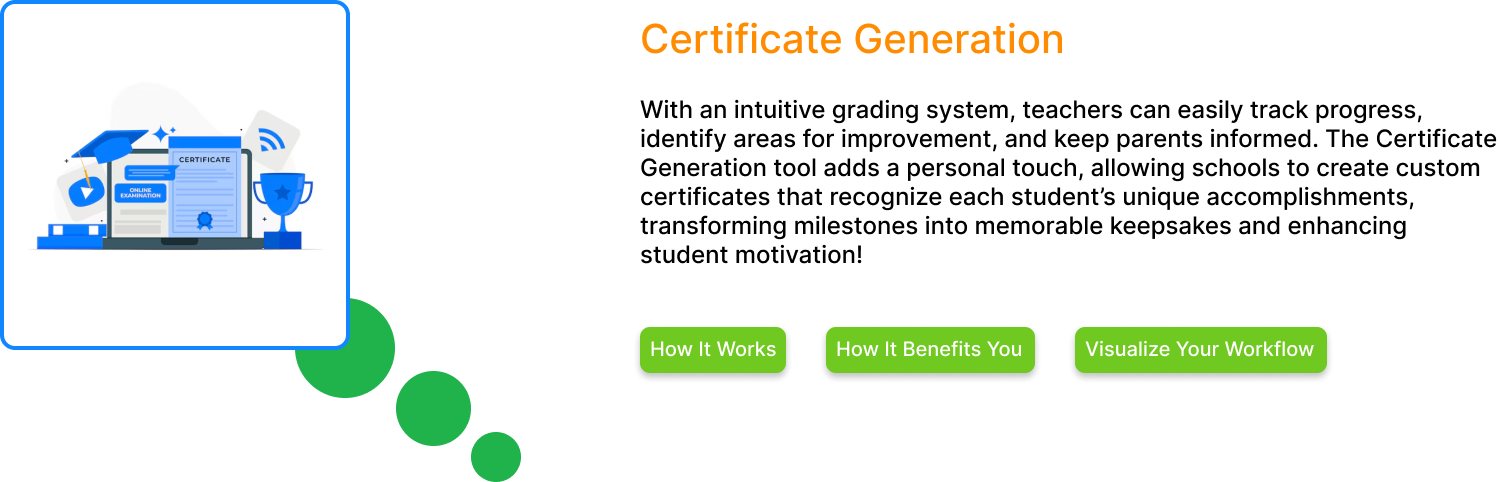 Certificate Generation
With an intuitive grading system, teachers can easily track progress,
identify areas for improvement, and keep parents informed. The Certificate
Generation tool adds a personal touch, allowing schools to create custom
certificates that recognize each student’s unique accomplishments,
transforming milestones into memorable keepsakes and enhancing
student motivation!
How It Works
How It Benefits You
Visualize Your Workflow
CERTIFICATE
ONLINE
EXAMINATION